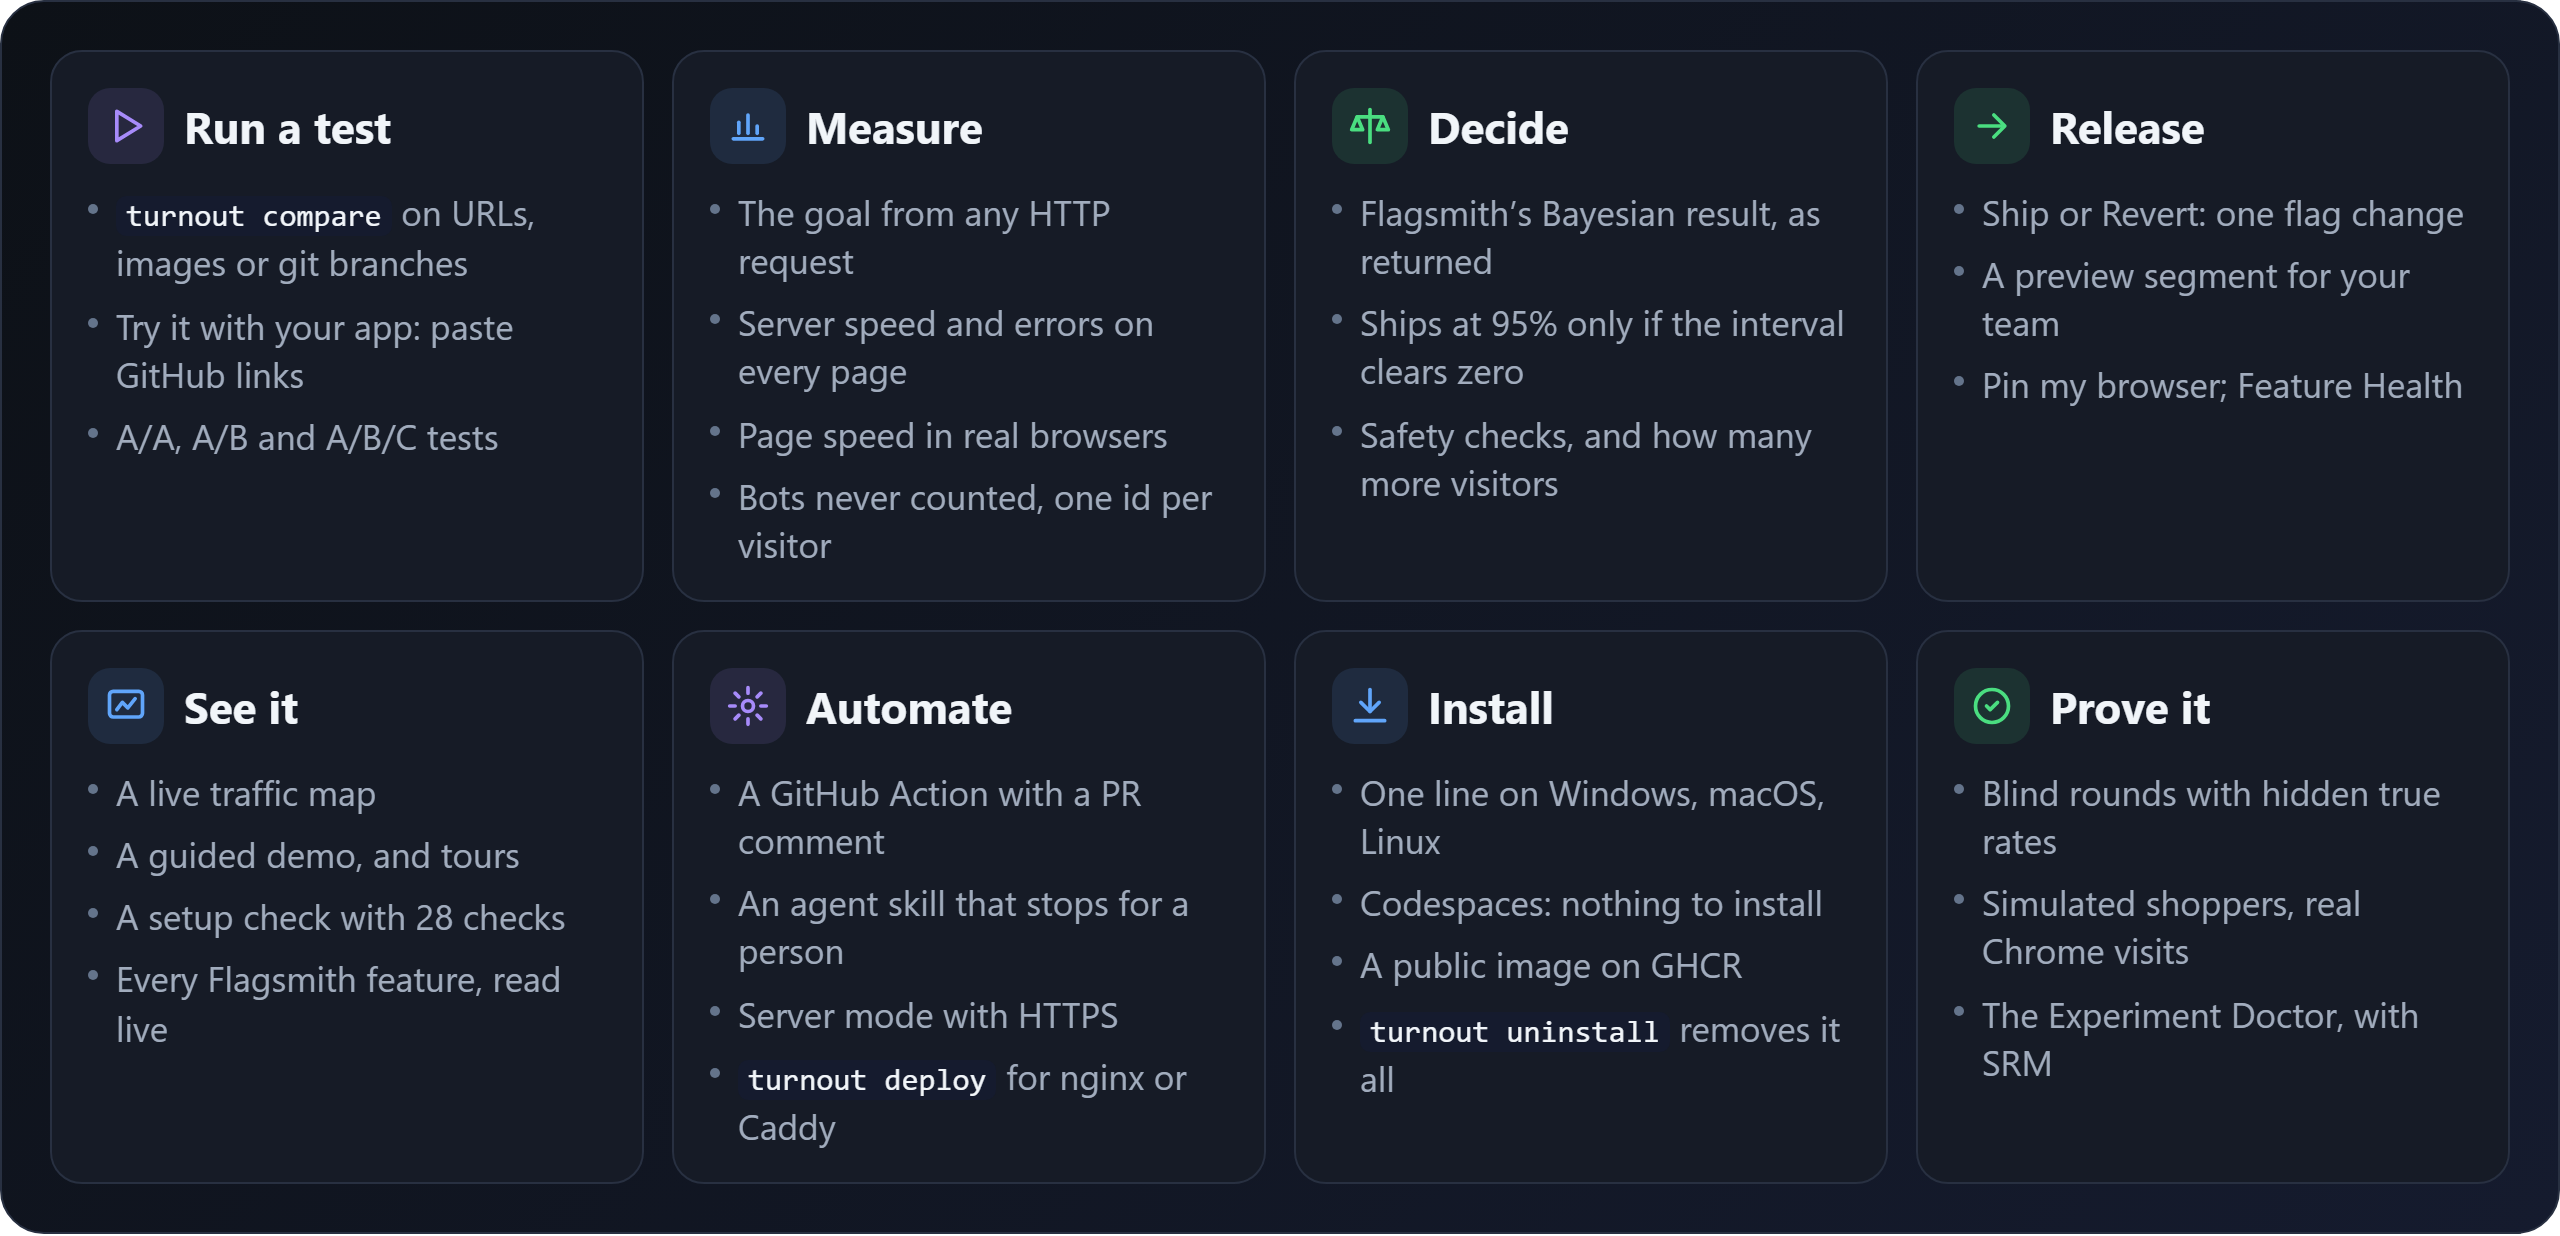 Run a test
turnout compare on URLs,
images or git branches
Try it with your app: paste
GitHub links
A/A, A/B and A/B/C tests
Measure
The goal from any HTTP
request
Server speed and errors on
every page
Page speed in real browsers
Bots never counted, one id per
visitor
Decide
Flagsmith’s Bayesian result, as
returned
Ships at 95% only if the interval
clears zero
Safety checks, and how many
more visitors
Release
Ship or Revert: one flag change
A preview segment for your
team
Pin my browser; Feature Health
See it
A live traffic map
A guided demo, and tours
A setup check with 28 checks
Every Flagsmith feature, read
live
Automate
A GitHub Action with a PR
comment
An agent skill that stops for a
person
Server mode with HTTPS
turnout deploy for nginx or
Caddy
Install
One line on Windows, macOS,
Linux
Codespaces: nothing to install
A public image on GHCR
turnout uninstall removes it
all
Prove it
Blind rounds with hidden true
rates
Simulated shoppers, real
Chrome visits
The Experiment Doctor, with
SRM